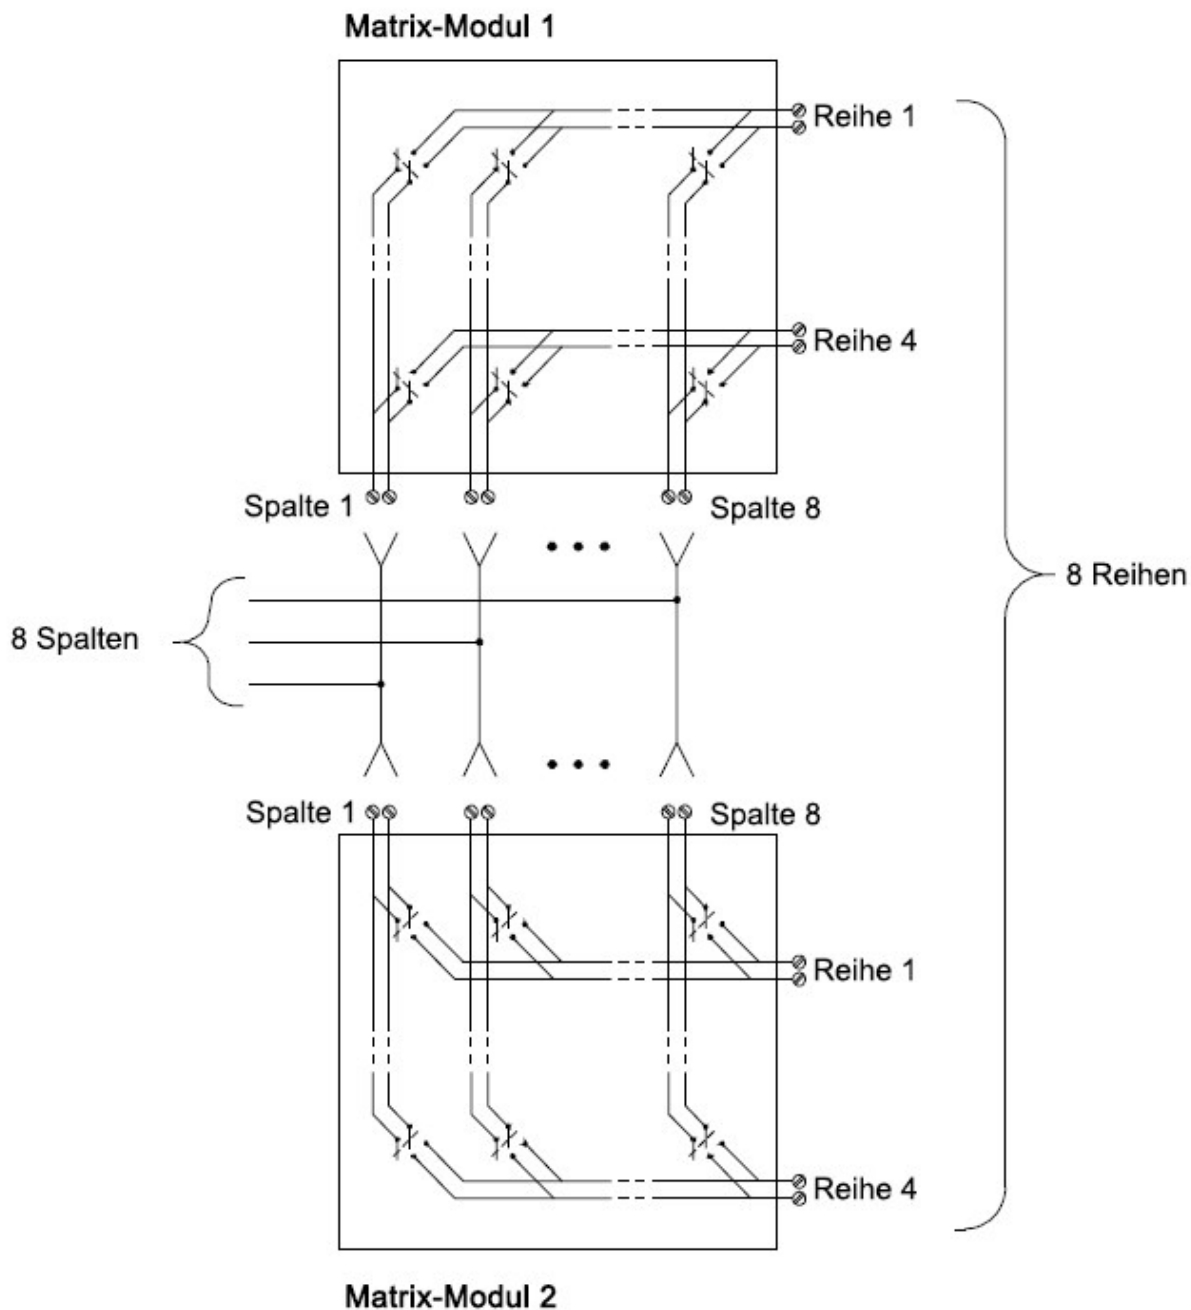 Matrix-Modul 1
Reihe 1
Reihe 4
Spalte 1
Spalte 8
8 Reihen
8 Spalten
Spalte 1
Spalte 8
Reihe 1
Reihe 4
Matrix-Modul 2